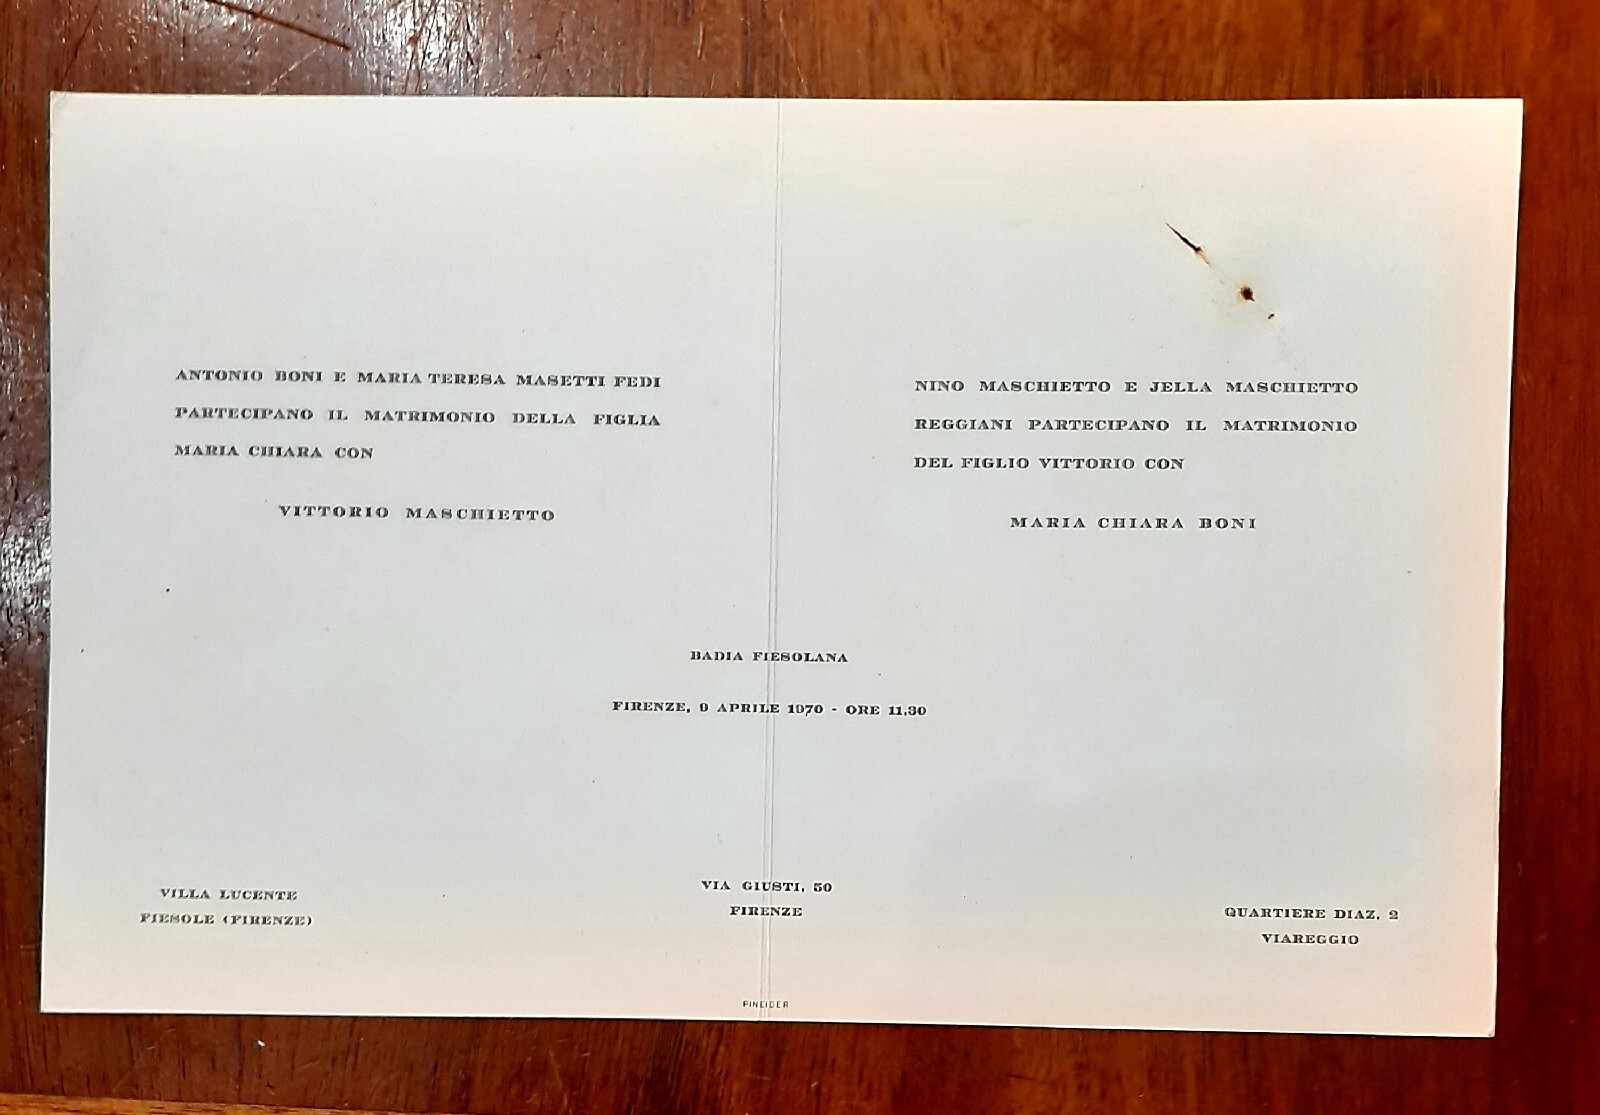 ANTONIO BONI E MARIA TERESA MASETTI FEDI
PARTECIPANO IL MATRIMONIO DELLA FIGLIA
MARIA CHIARA CON
VITTORIO MASCHIETTO
NINO MASCHIETTO E JELLA MASCHIETTO
REGGIANI PARTECIPANO IL MATRIMONIO
DEL FIGLIO VITTORIO CON
MARIA CHIARA BONI
BADIA FIESOLANA
FIRENZE, 9 APRILE 1970 - ORE 11,30
VILLA LUCENTE
FIESOLE (FIRENZE)
VIA GIUSTI, 50
FIRENZE
QUARTIERE DIAZ, 2
VIAREGGIO
PINEIDER